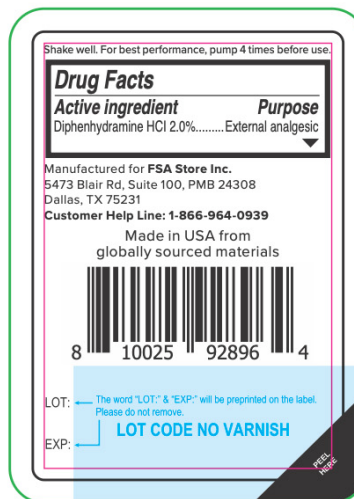 Shake well. For best performance, pump 4 times before use.
Drug Facts
Active ingredient Purpose
Diphenhydramine HCI 2.0%.........External analgesic
Manufactured for FSA Store Inc.
5473 Blair Rd, Suite 100, PMB 24308
Dallas, TX 75231
Customer Help Line: 1-866-964-0939
Made in USA from
globally sourced materials
8 10025 92896 4
LOT: The word "LOT:" & "EXP:" will be preprinted on the label.
Please do not remove.
LOT CODE NO VARNISH
EXP:
PEEL
HERE